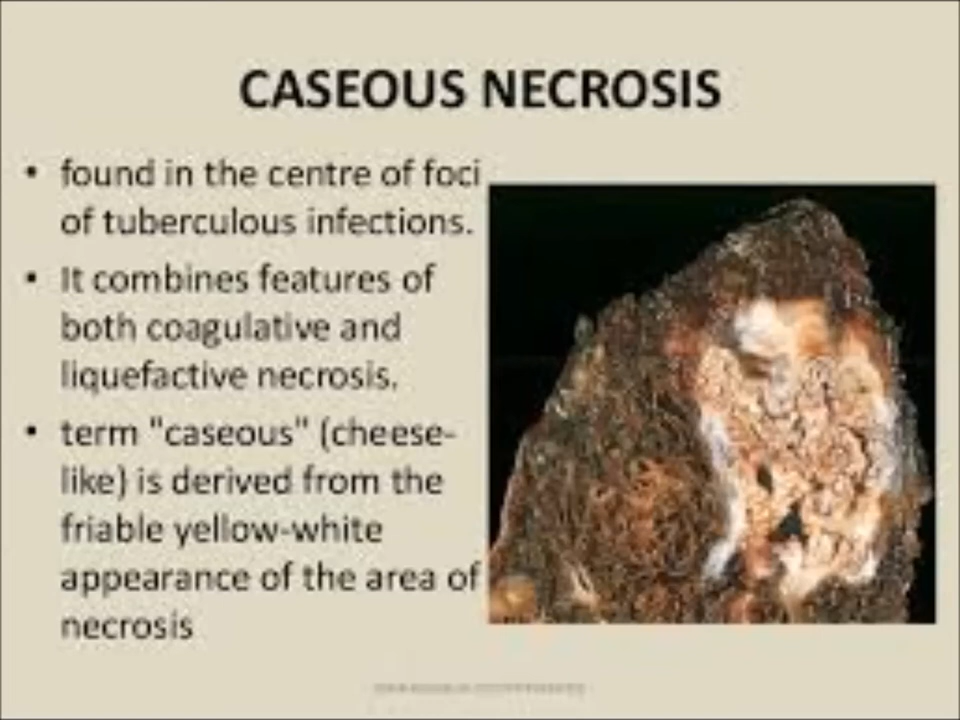 CASEOUS NECROSIS
• found in the centre of foci
of tuberculous infections.
• It combines features of
both coagulative and
liquefactive necrosis.
• term "caseous" (cheese-
like) is derived from the
friable yellow-white
appearance of the area of
necrosis